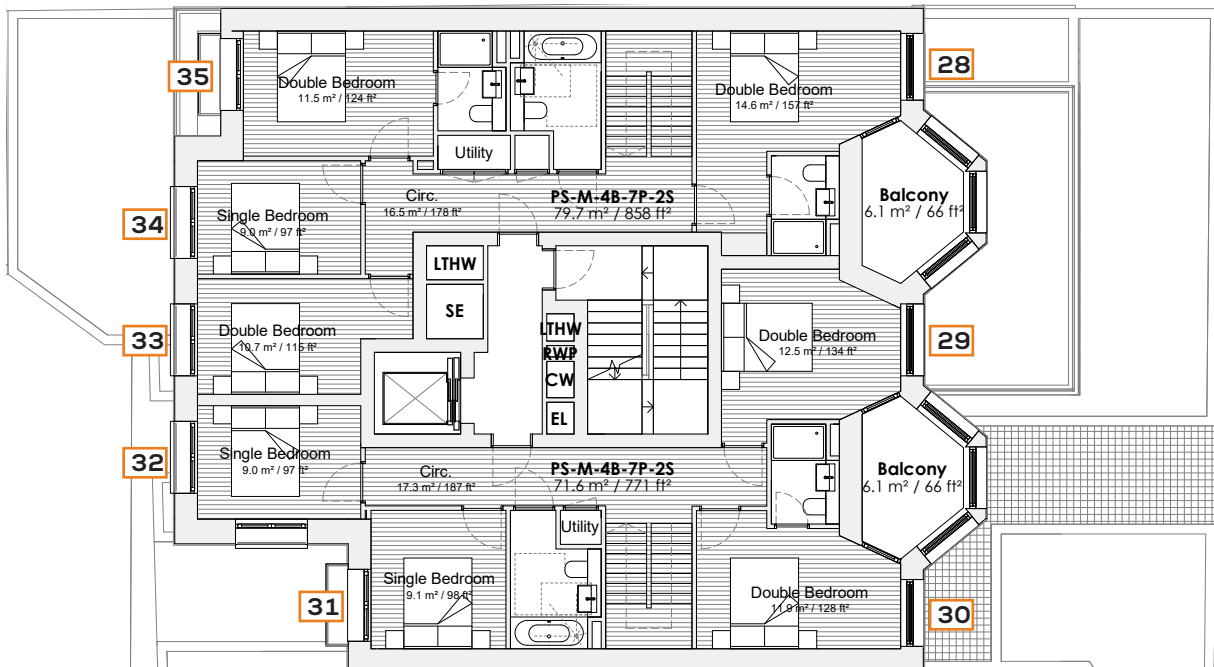 35
Double Bedroom
11.5 m² / 124 ft²
Utility
Double Bedroom
14.6 m² / 157 ft²
28
34
Single Bedroom
9.0 m² / 97 ft²
Circ.
16.5 m² / 178 ft²
PS-M-4B-7P-2S
79.7 m² / 858 ft²
Balcony
6.1 m² / 66 ft²
LTHW
SE
33
Double Bedroom
10.7 m² / 115 ft²
LTHW
RWP
CW
EL
Double Bedroom
12.5 m² / 134 ft²
29
32
Single Bedroom
9.0 m² / 97 ft²
Circ.
17.3 m² / 187 ft²
PS-M-4B-7P-2S
71.6 m² / 771 ft²
Balcony
6.1 m² / 66 ft²
Utility
31
Single Bedroom
9.1 m² / 98 ft²
Double Bedroom
11.9 m² / 128 ft²
30